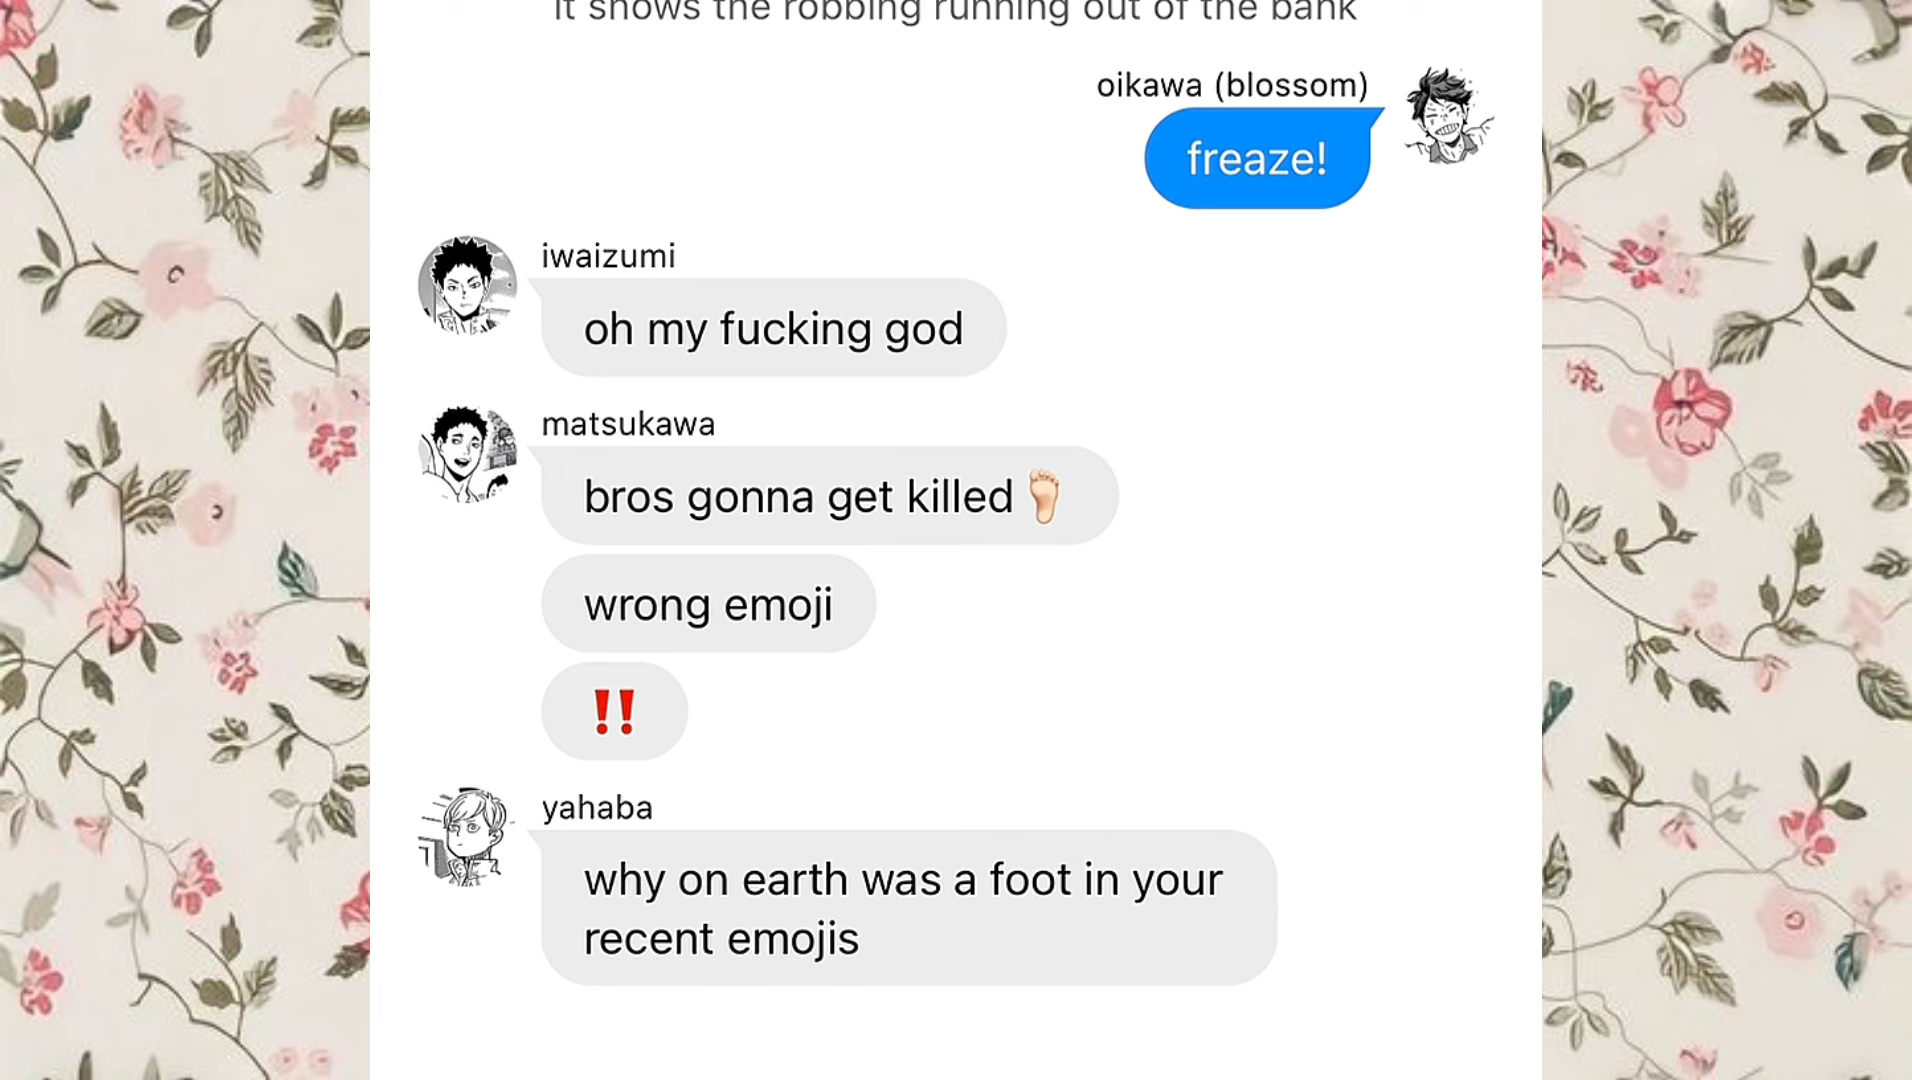 it shows the robbing running out of the bank
oikawa (blossom)
freaze!
iwaizumi
oh my fucking god
matsukawa
bros gonna get killed🦶🏻
wrong emoji
‼️
yahaba
why on earth was a foot in your
recent emojis